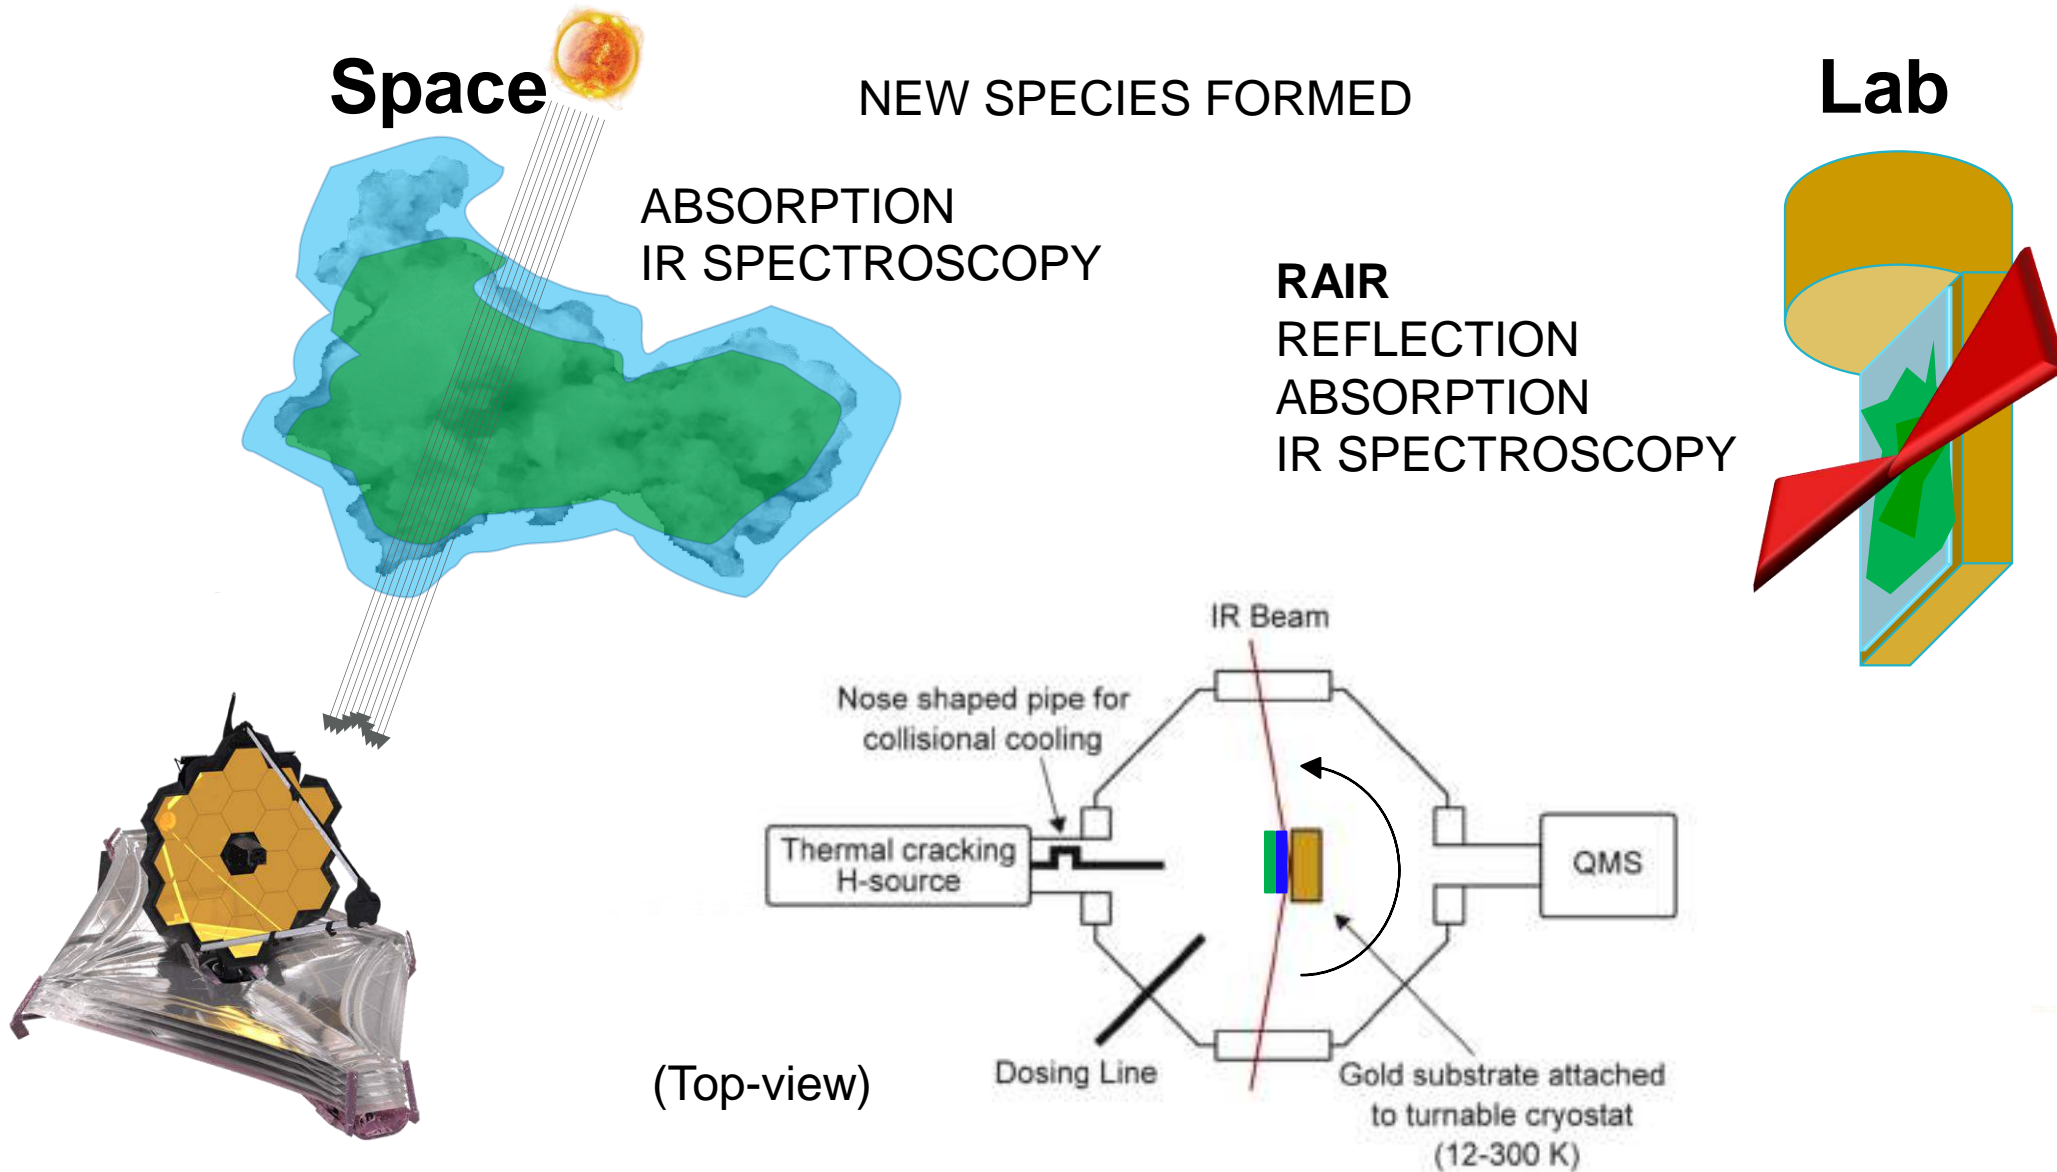 Space
NEW SPECIES FORMED
Lab
ABSORPTION
IR SPECTROSCOPY
RAIR
REFLECTION
ABSORPTION
IR SPECTROSCOPY
IR Beam
Nose shaped pipe for
collisional cooling
Thermal cracking
H-source
QMS
Dosing Line
Gold substrate attached
to turnable cryostat
(12-300 K)
(Top-view)